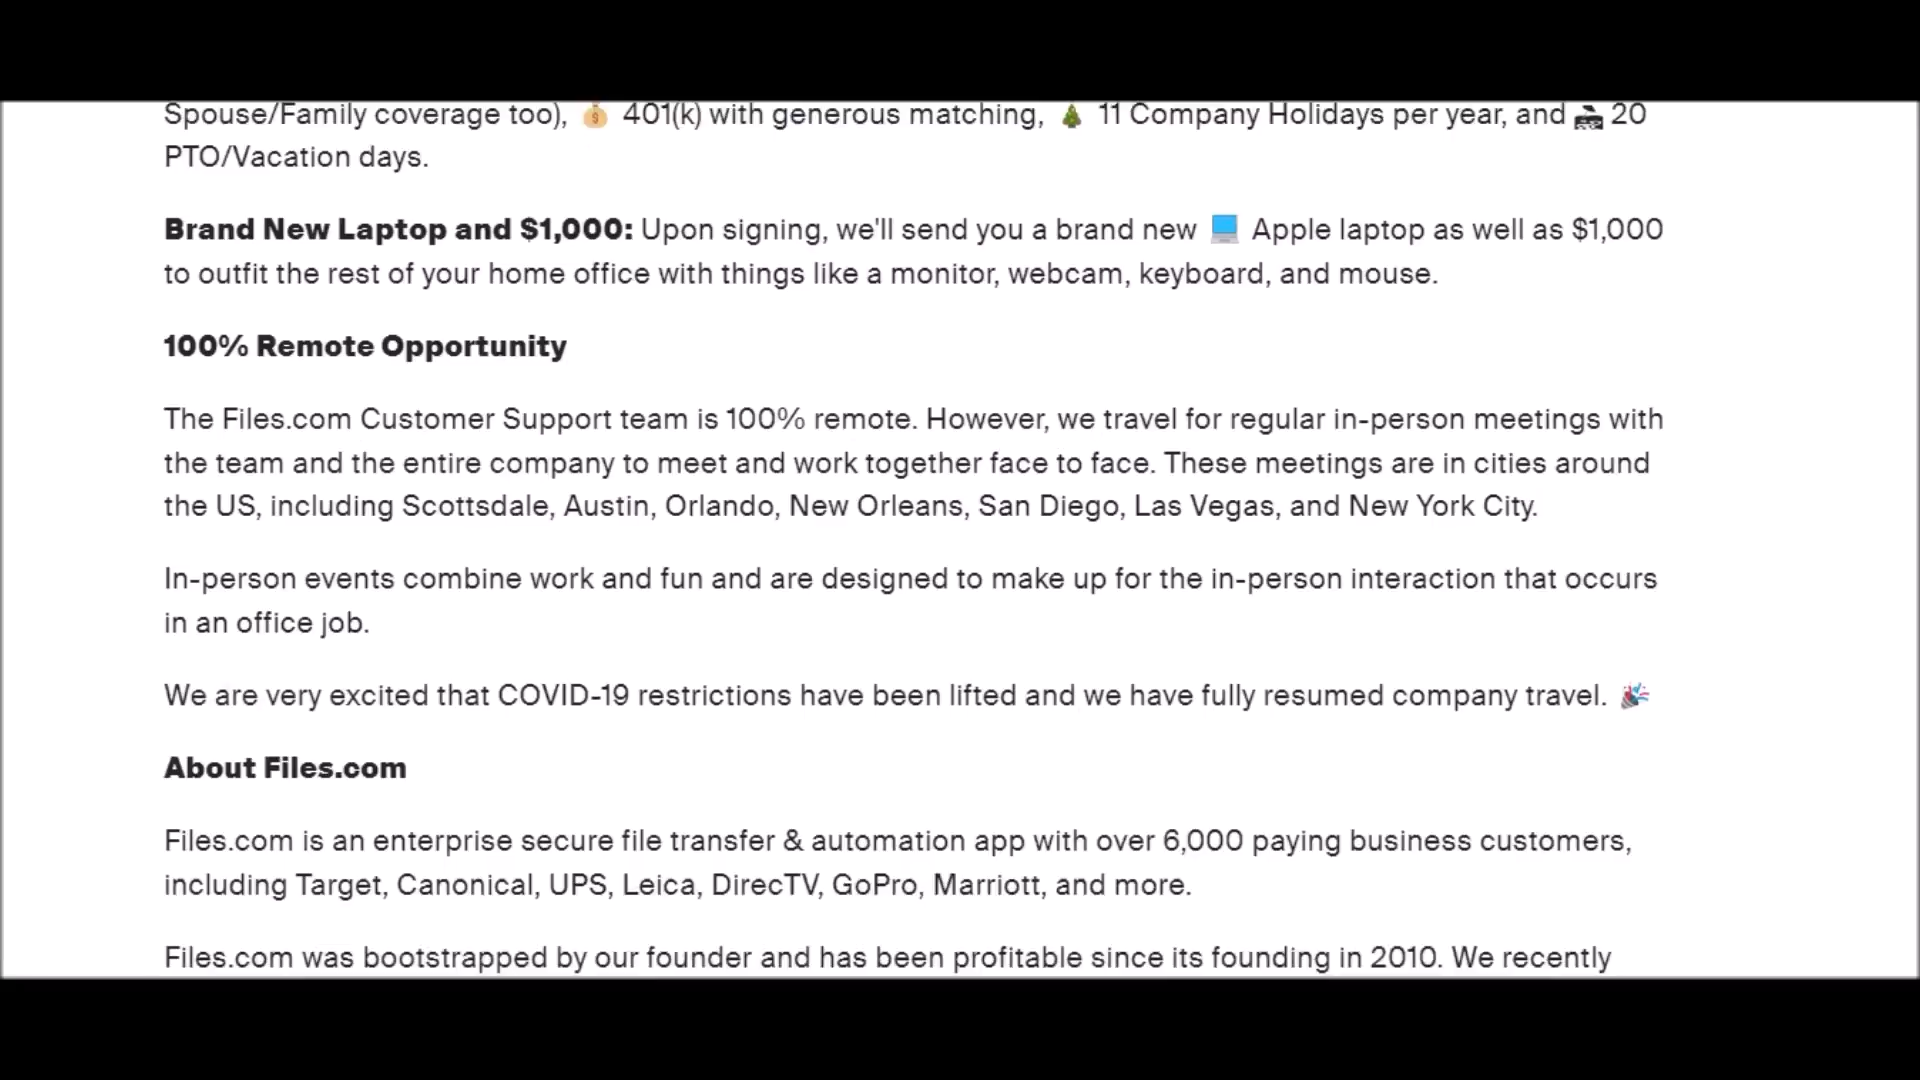 Spouse/Family coverage too), 💰 401(k) with generous matching, 🎄 11 Company Holidays per year, and 🏖 20
PTO/Vacation days.
Brand New Laptop and $1,000: Upon signing, we'll send you a brand new 💻 Apple laptop as well as $1,000
to outfit the rest of your home office with things like a monitor, webcam, keyboard, and mouse.
100% Remote Opportunity
The Files.com Customer Support team is 100% remote. However, we travel for regular in-person meetings with
the team and the entire company to meet and work together face to face. These meetings are in cities around
the US, including Scottsdale, Austin, Orlando, New Orleans, San Diego, Las Vegas, and New York City.
In-person events combine work and fun and are designed to make up for the in-person interaction that occurs
in an office job.
We are very excited that COVID-19 restrictions have been lifted and we have fully resumed company travel. 🎉
About Files.com
Files.com is an enterprise secure file transfer & automation app with over 6,000 paying business customers,
including Target, Canonical, UPS, Leica, DirecTV, GoPro, Marriott, and more.
Files.com was bootstrapped by our founder and has been profitable since its founding in 2010. We recently